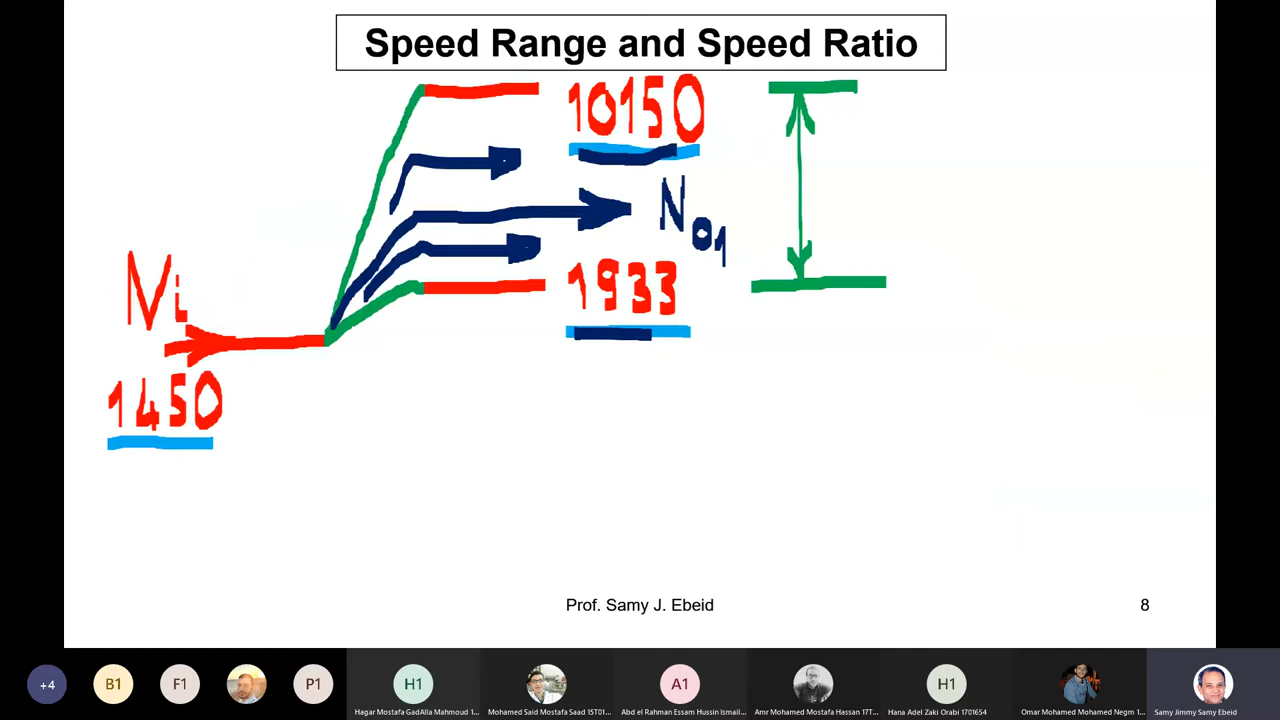 Speed Range and Speed Ratio
10150
No1
Ni
1933
1450
Prof. Samy J. Ebeid
8
+4
B1
F1
P1
H1
A1
H1
Hagar Mostafa GadAlla Mahmoud 1...
Mohamed Said Mostafa Saad 15T01...
Abd el Rahman Essam Hussin Ismail...
Amr Mohamed Mostafa Hassan 17T...
Hana Adel Zaki Orabi 1701654
Omar Mohamed Mohamed Negm 1...
Samy Jimmy Samy Ebeid